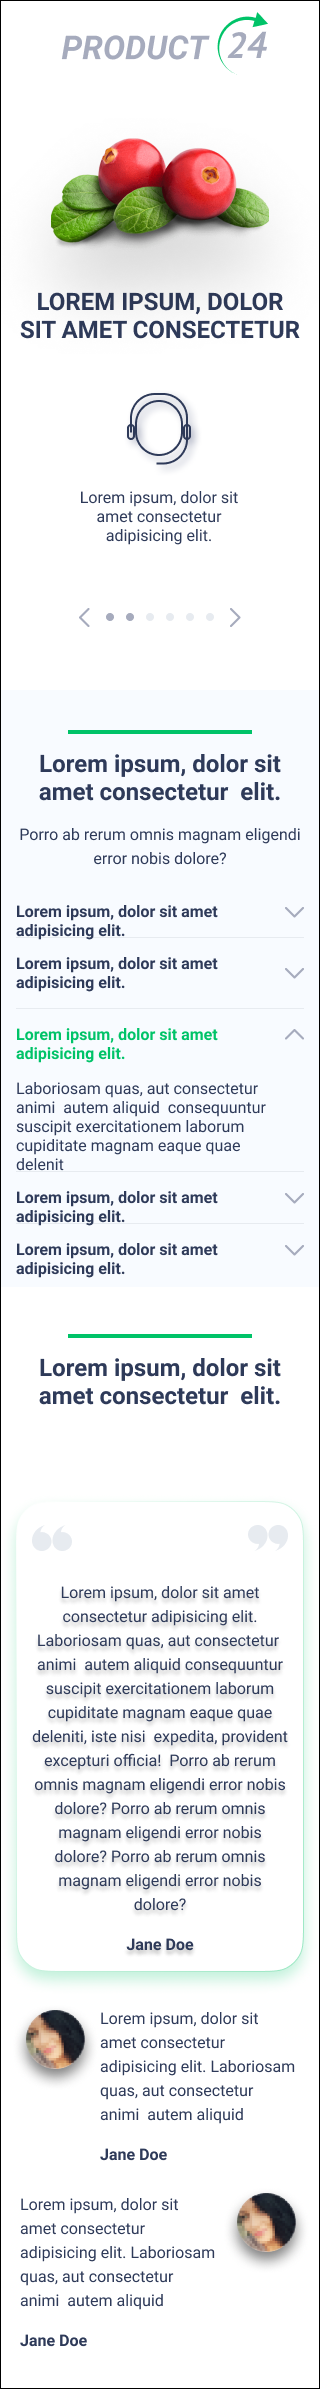 PRODUCT 24
LOREM IPSUM, DOLOR
SIT AMET CONSECTETUR
Lorem ipsum, dolor sit
amet consectetur
adipisicing elit.
Lorem ipsum, dolor sit
amet consectetur elit.
Porro ab rerum omnis magnam eligendi
error nobis dolore?
Lorem ipsum, dolor sit amet
adipisicing elit.
Lorem ipsum, dolor sit amet
adipisicing elit.
Lorem ipsum, dolor sit amet
adipisicing elit.
Laboriosam quas, aut consectetur
animi autem aliquid consequuntur
suscipit exercitationem laborum
cupiditate magnam eaque quae
delenit
Lorem ipsum, dolor sit amet
adipisicing elit.
Lorem ipsum, dolor sit amet
adipisicing elit.
Lorem ipsum, dolor sit
amet consectetur elit.
Lorem ipsum, dolor sit amet
consectetur adipisicing elit.
Laboriosam quas, aut consectetur
animi autem aliquid consequuntur
suscipit exercitationem laborum
cupiditate magnam eaque quae
deleniti, iste nisi expedita, provident
excepturi officia! Porro ab rerum
omnis magnam eligendi error nobis
dolore? Porro ab rerum omnis
magnam eligendi error nobis
dolore? Porro ab rerum omnis
magnam eligendi error nobis
dolore?
Jane Doe
Lorem ipsum, dolor sit
amet consectetur
adipisicing elit. Laboriosam
quas, aut consectetur
animi autem aliquid
Jane Doe
Lorem ipsum, dolor sit
amet consectetur
adipisicing elit. Laboriosam
quas, aut consectetur
animi autem aliquid
Jane Doe